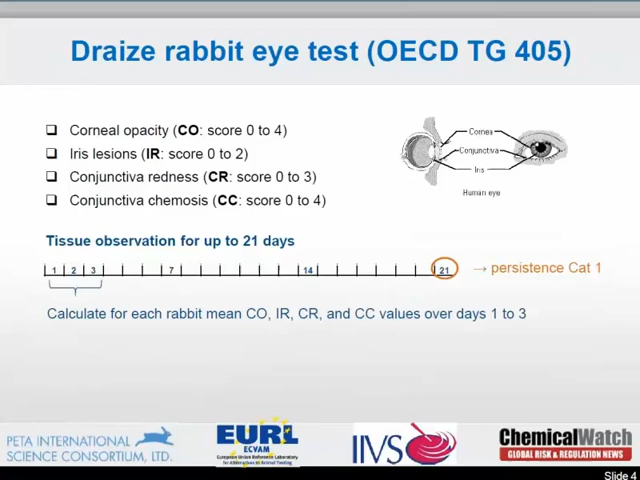 Draize rabbit eye test (OECD TG 405)
Corneal opacity (CO: score 0 to 4)
Iris lesions (IR: score 0 to 2)
Conjunctiva redness (CR: score 0 to 3)
Conjunctiva chemosis (CC: score 0 to 4)
Cornea
Conjunctiva
Iris
Human eye
Tissue observation for up to 21 days
1 2 3 7 14 21 → persistence Cat 1
Calculate for each rabbit mean CO, IR, CR, and CC values over days 1 to 3
PETA INTERNATIONAL
SCIENCE CONSORTIUM, LTD.
EURL
ECVAM
European Union Reference Laboratory
for Alternatives to Animal Testing
IIVS
ChemicalWatch
GLOBAL RISK & REGULATION NEWS
Slide 4